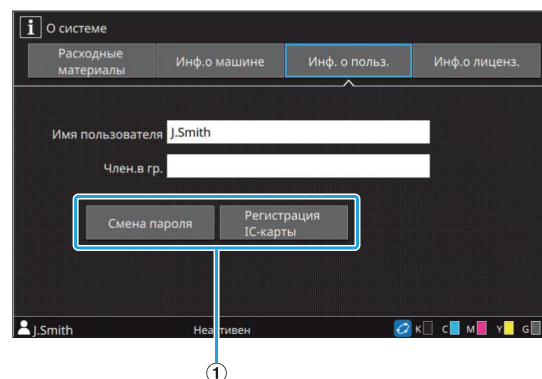 i О системе
Расходные
материалы
Инф.о машине
Инф. о польз.
Инф.о лиценз.
Имя пользователя J.Smith
Член.в гр.
Смена пароля
Регистрация
IC-карты
J.Smith Неактивен K C M Y G
1